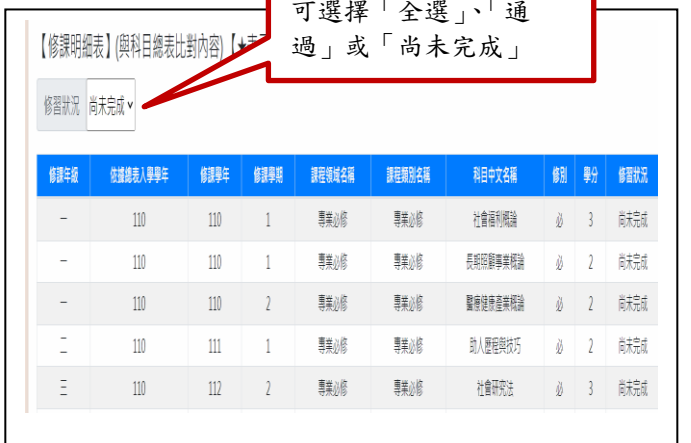 可選擇「全選」、「通
過」或「尚未完成」
【修課明細表】(與科目總表比對內容)【★
修習狀況 尚未完成
修課年級 依據總表入學學年 修課學年 修課學期 課程領域名稱 課程類別名稱 科目中文名稱 修別 學分 修習狀況
一 110 110 1 專業必修 專業必修 社會福利概論 必 3 尚未完成
一 110 110 1 專業必修 專業必修 長期照顧事業概論 必 2 尚未完成
一 110 110 2 專業必修 專業必修 醫療健康產業概論 必 2 尚未完成
二 110 111 1 專業必修 專業必修 助人歷程與技巧 必 2 尚未完成
三 110 112 2 專業必修 專業必修 社會研究法 必 3 尚未完成